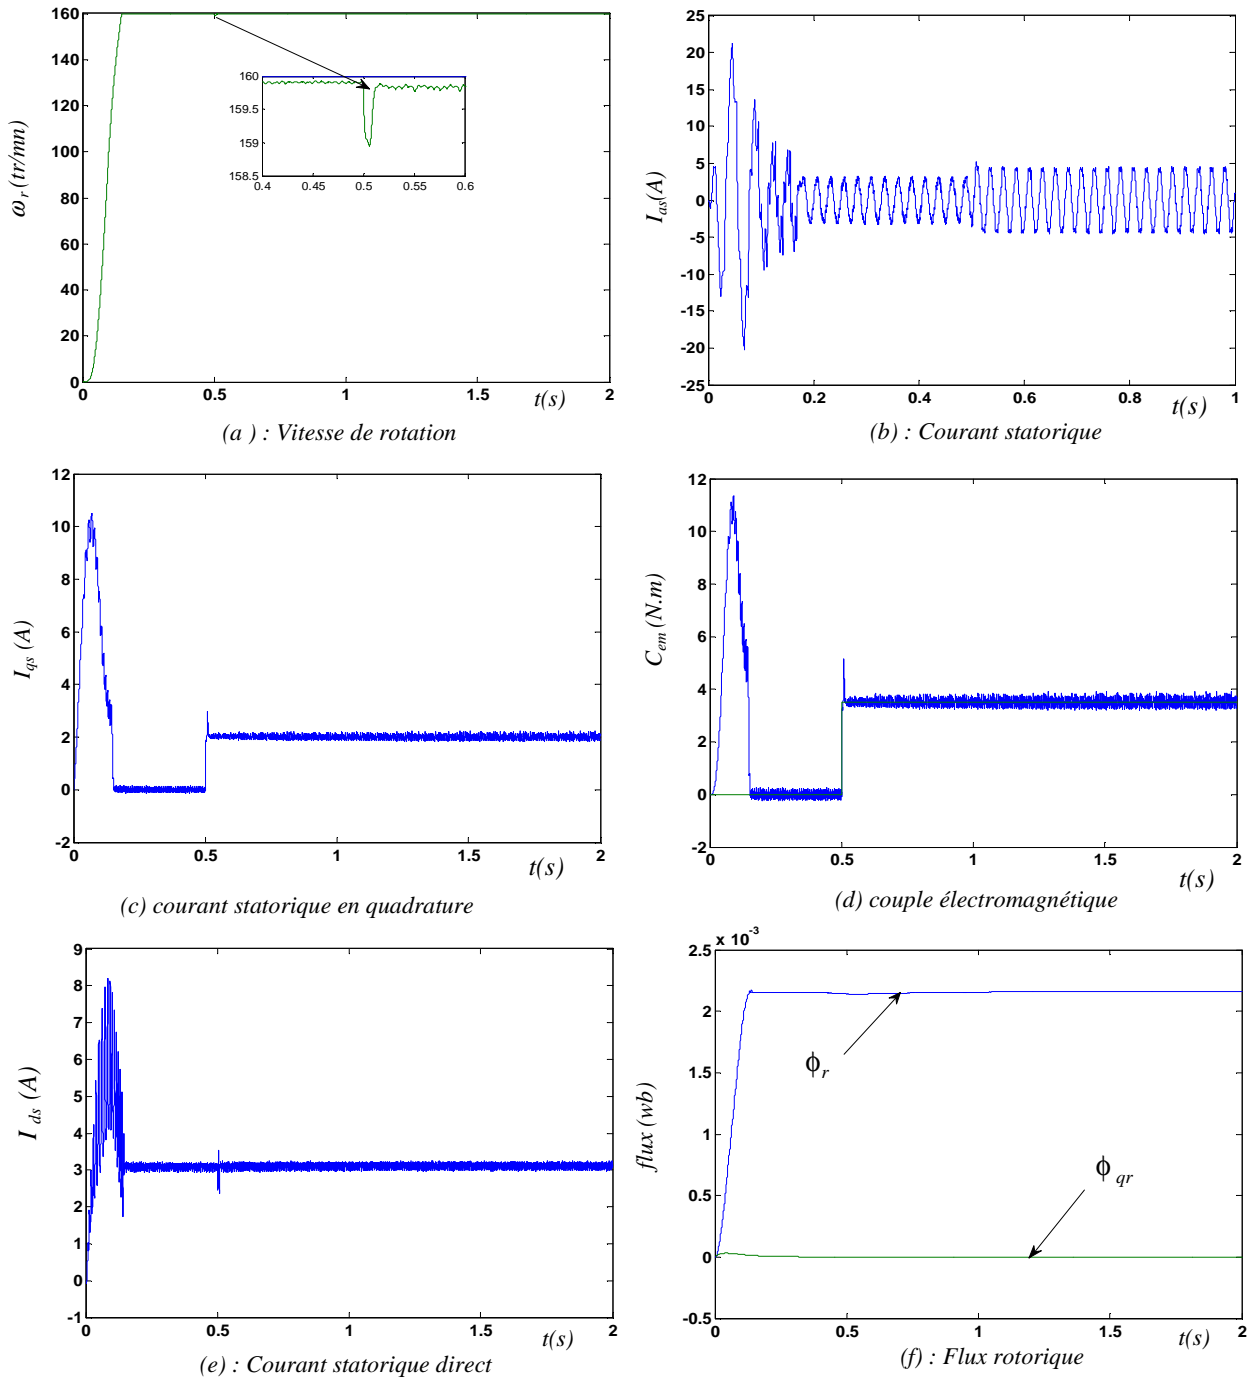 160
140
120
100
80
60
40
20
0
ω r (tr/mn)
160
159.5
159
158.5
0.4 0.45 0.5 0.55 0.6
0 0.5 1 1.5 2
t(s)
(a ) : Vitesse de rotation
25
20
15
10
5
0
-5
-10
-15
-20
-25
I as(A)
0 0.2 0.4 0.6 0.8 1
t(s)
(b) : Courant statorique
12
10
8
6
4
2
0
-2
I qs (A)
0 0.5 1 1.5 2
t(s)
(c) courant statorique en quadrature
12
10
8
6
4
2
0
-2
C em (N.m)
0 0.5 1 1.5 2
t(s)
(d) couple électromagnétique
9
8
7
6
5
4
3
2
1
0
-1
I ds (A)
0 0.5 1 1.5 2
t(s)
(e) : Courant statorique direct
x 10 -3
2.5
2
1.5
1
0.5
0
-0.5
flux (wb)
ϕ r
ϕ qr
0 0.5 1 1.5 2
t(s)
(f) : Flux rotorique